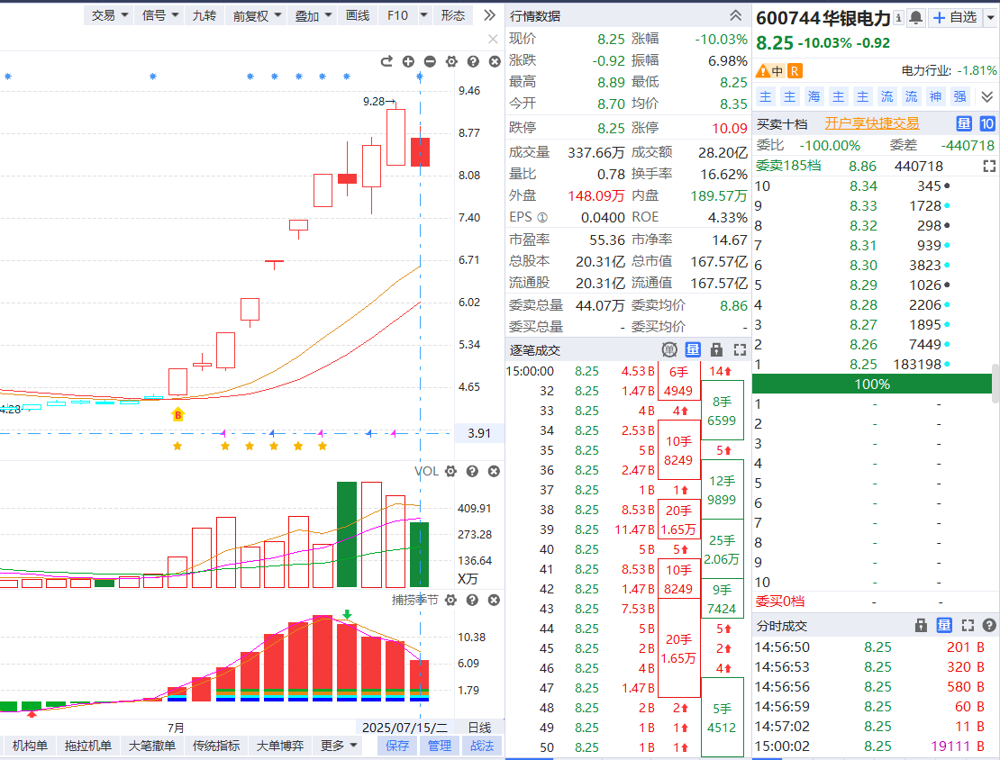 交易 信号 九转 前复权 叠加 画线 F10 形态
9.46
9.28
8.77
8.08
7.40
6.71
6.02
5.34
4.65
4.28
B
3.91
VOL
409.91
273.28
136.64
X万
捕捞季节
10.38
6.09
1.79
7月 2025/07/15/二 日线
机构单 拖拉机单 大笔撤单 传统指标 大单博弈 更多 保存 管理 战法
行情数据
现价 8.25 涨幅 -10.03%
涨跌 -0.92 振幅 6.98%
最高 8.89 最低 8.25
今开 8.70 均价 8.35
跌停 8.25 涨停 10.09
成交量 337.66万 成交额 28.20亿
量比 0.78 换手率 16.62%
外盘 148.09万 内盘 189.57万
EPS ① 0.0400 ROE 4.33%
市盈率 55.36 市净率 14.67
总股本 20.31亿 总市值 167.57亿
流通股 20.31亿 流通值 167.57亿
委卖总量 44.07万 委卖均价 8.86
委买总量 - 委买均价 -
逐笔成交 单 量
15:00:00 8.25 4.53 B 6手 14
32 8.25 1.47 B 4949
33 8.25 4 B 4 8手
34 8.25 2.53 B 6599
35 8.25 5 B 10手 5
36 8.25 2.47 B 8249
37 8.25 1 B 1 12手
38 8.25 8.53 B 20手 9899
39 8.25 11.47 B 1.65万
40 8.25 5 B 5 25手
41 8.25 8.53 B 10手 2.06万
42 8.25 1.47 B 8249 9手
43 8.25 7.53 B 7424
44 8.25 5 B 20手 5
45 8.25 2 B 1.65万 2
46 8.25 4 B 4
47 8.25 1.47 B
48 8.25 2 B 2 5手
49 8.25 1 B 1 4512
50 8.25 1 B 1
600744 华银电力 自选
8.25 -10.03% -0.92
中 R 电力行业: -1.81%
主 主 海 主 主 流 流 神 强
买卖十档 开户享快捷交易 量 10
委比 -100.00% 委差 -440718
委卖185档 8.86 440718
10 8.34 345
9 8.33 1728
8 8.32 298
7 8.31 939
6 8.30 3823
5 8.29 1026
4 8.28 2206
3 8.27 1895
2 8.26 7449
1 8.25 183198
100%
1 - -
2 - -
3 - -
4 - -
5 - -
6 - -
7 - -
8 - -
9 - -
10 - -
委买0档 - -
分时成交 量
14:56:50 8.25 201 B
14:56:53 8.25 320 B
14:56:56 8.25 580 B
14:56:59 8.25 60 B
14:57:02 8.25 11 B
15:00:02 8.25 19111 B